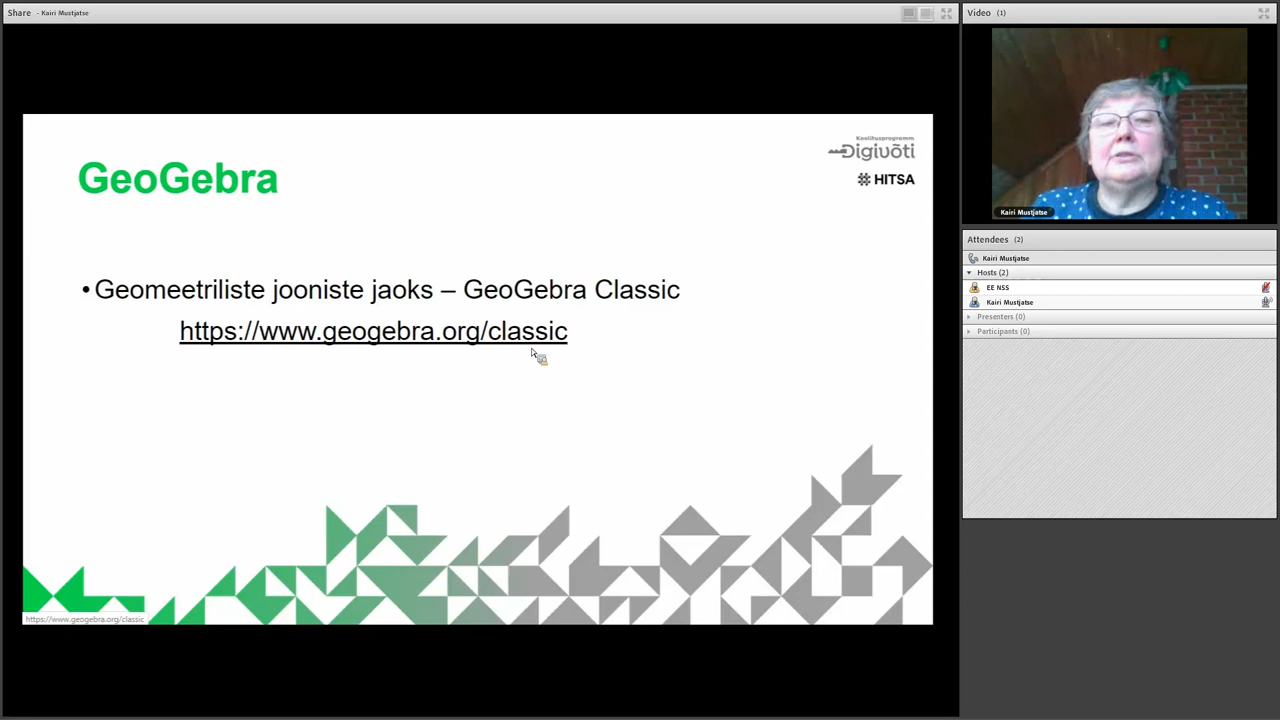 Share - Kairi Mustjatse
GeoGebra
Koolitusprogramm
Digivõti
HITSA
• Geomeetriliste jooniste jaoks – GeoGebra Classic
https://www.geogebra.org/classic
https://www.geogebra.org/classic
Video (1)
Kairi Mustjatse
Attendees (2)
Kairi Mustjatse
Hosts (2)
EE NSS
Kairi Mustjatse
Presenters (0)
Participants (0)